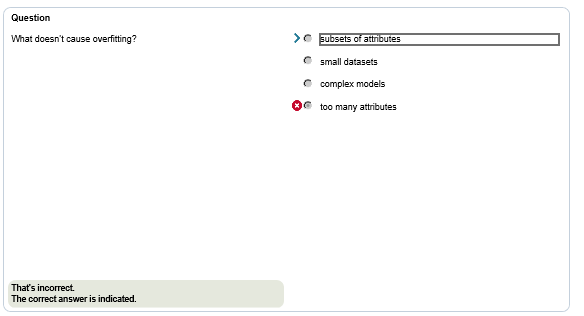 Question
What doesn't cause overfitting?
subsets of attributes
small datasets
complex models
too many attributes
That's incorrect.
The correct answer is indicated.